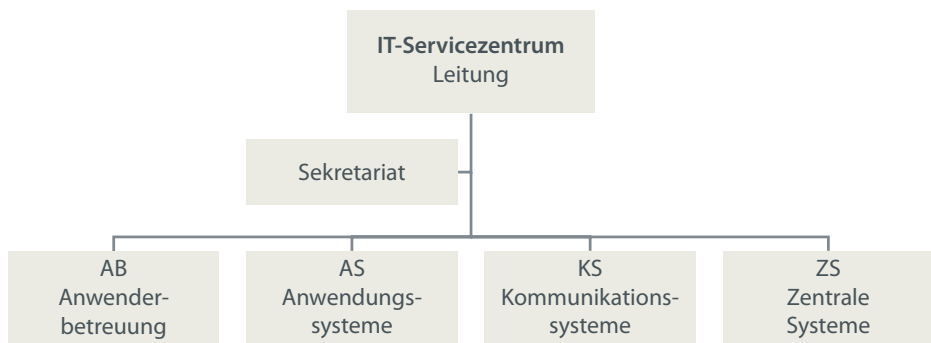 IT-Servicezentrum
Leitung
Sekretariat
AB
Anwender-
betreuung
AS
Anwendungs-
systeme
KS
Kommunikations-
systeme
ZS
Zentrale
Systeme